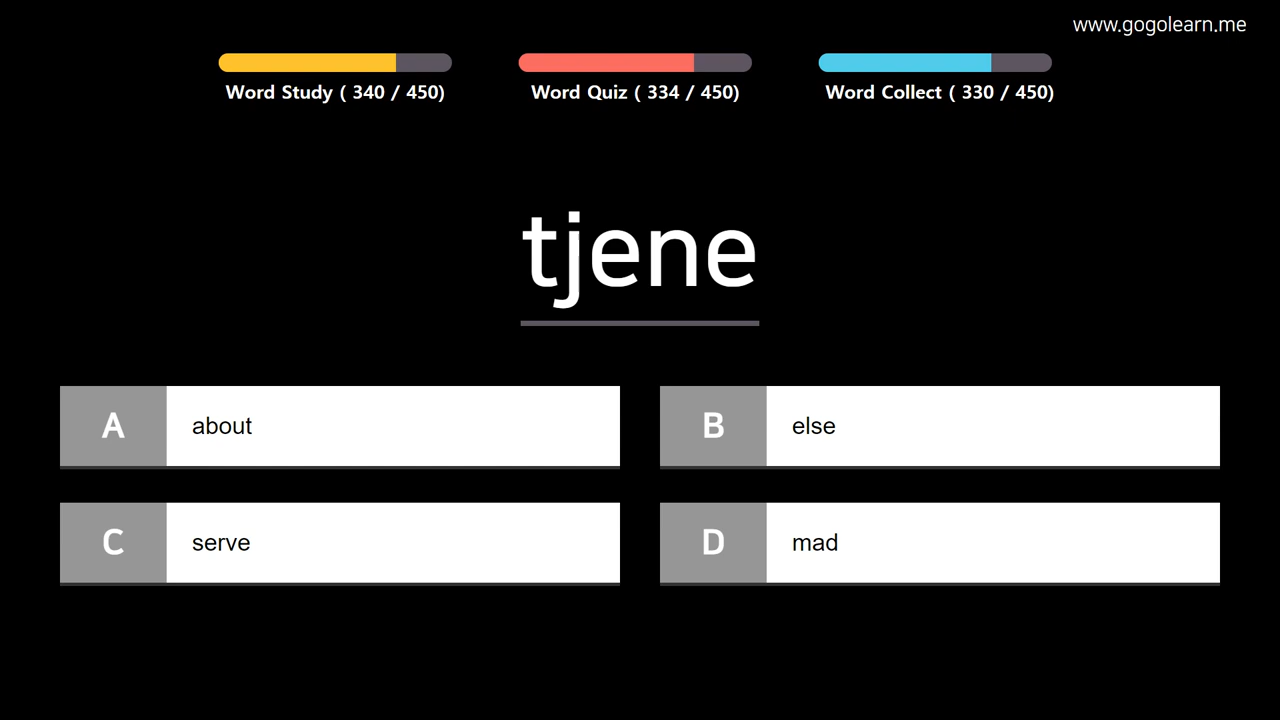 www.gogolearn.me
Word Study ( 340 / 450)
Word Quiz ( 334 / 450)
Word Collect ( 330 / 450)
tjene
A about
B else
C serve
D mad